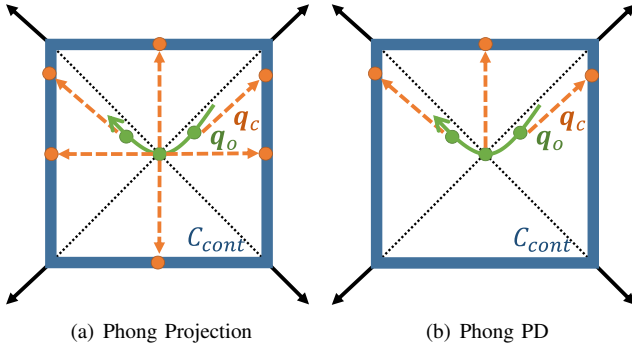 q_c
q_o
C_cont
(a) Phong Projection
q_c
q_o
C_cont
(b) Phong PD